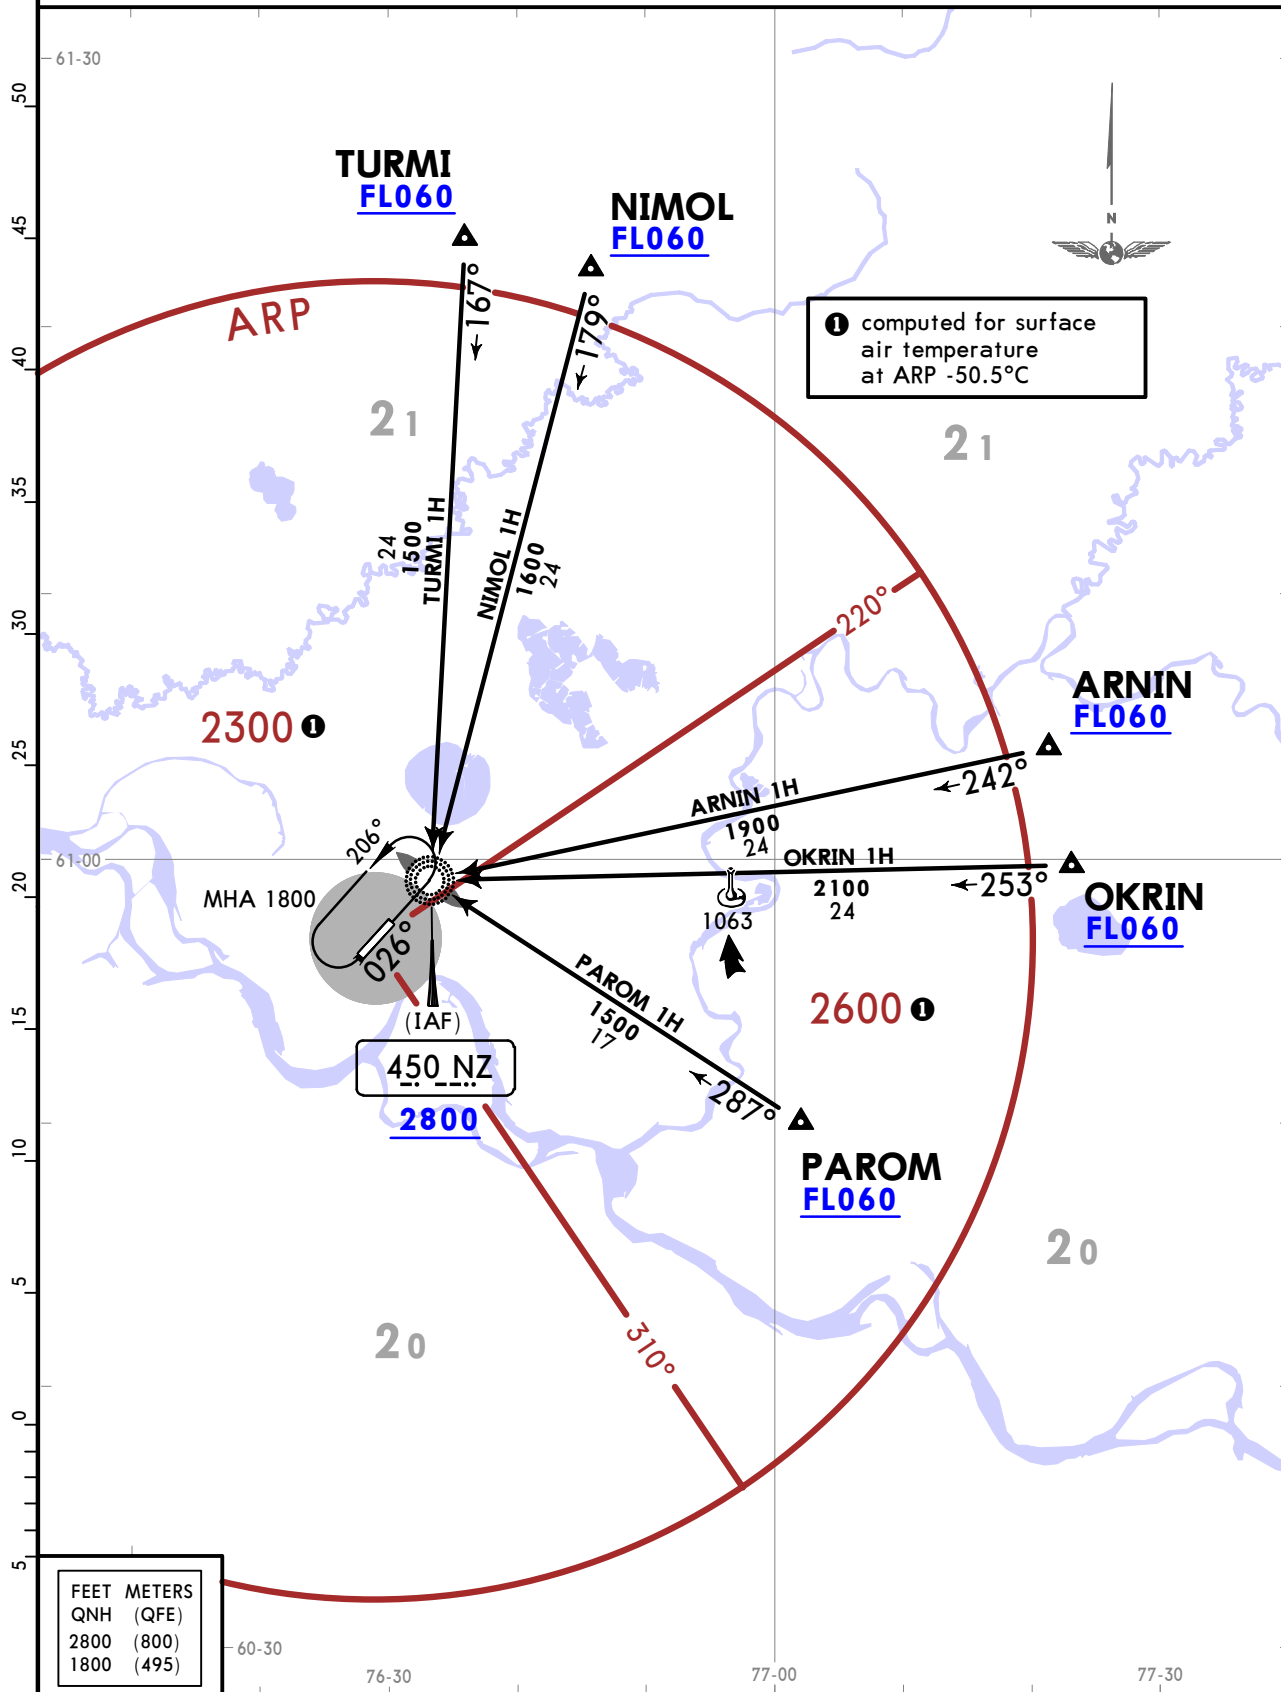 61-30
50
TURMI
FL060
NIMOL
FL060
N
45
167°
179°
ARP
❶ computed for surface
air temperature
at ARP -50.5°C
40
21
21
35
24
1500
TURMI 1H
NIMOL 1H
1600
24
30
220°
ARNIN
FL060
2300 ❶
25
242°
ARNIN 1H
1900
24
206°
61-00
OKRIN 1H
2100
24
253°
20
OKRIN
FL060
MHA 1800
1063
026°
PAROM 1H
1500
17
2600 ❶
15
(IAF)
450 NZ
2800
287°
PAROM
FL060
10
20
5
20
310°
0
5
FEET METERS
QNH (QFE)
2800 (800)
1800 (495)
60-30
76-30
77-00
77-30